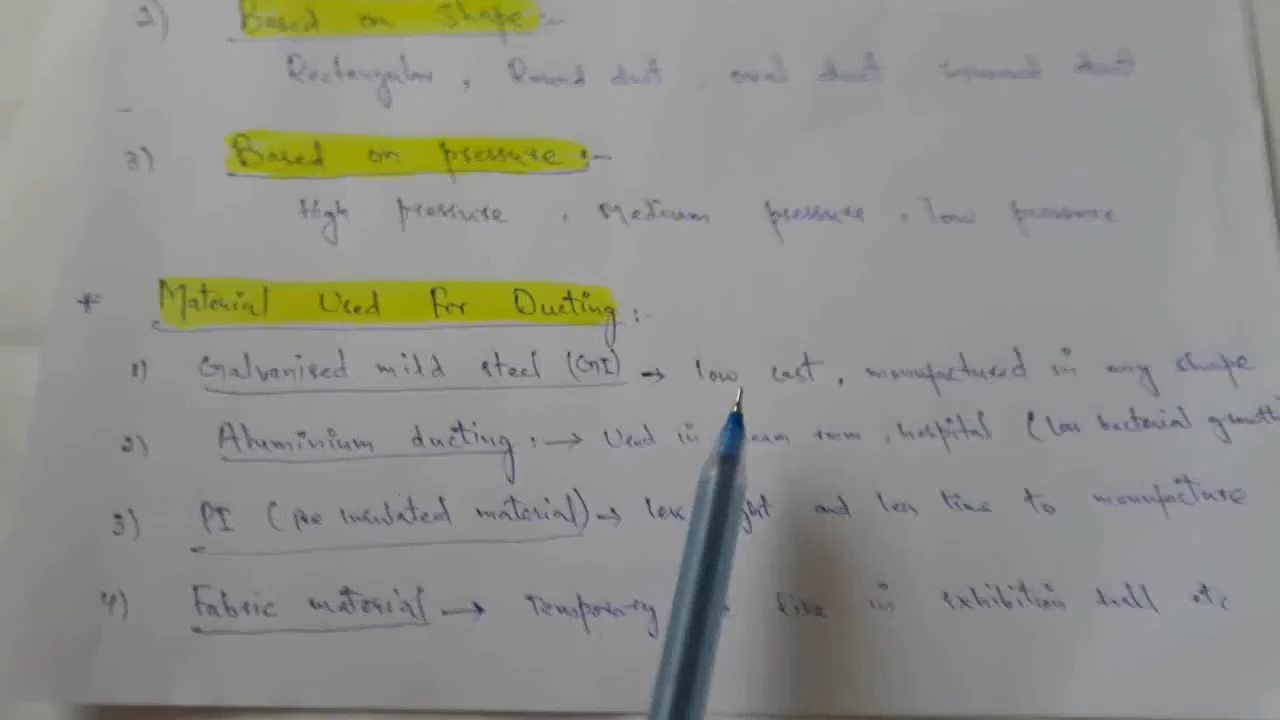 2) Based on shape :-
Rectangular , Round duct , oval duct squared duct
3) Based on pressure :-
High pressure , Medium pressure , low pressure
* Material Used For Ducting :-
1) Galvanised mild steel (GI) → low cast , manufactured in any shape
2) Aluminium ducting : → Used in room , hospital ( low bacterial growth
3) PI ( pre insulated material) → less and less time to manufacture
4) Fabric material → Temporary in exhibition hall etc